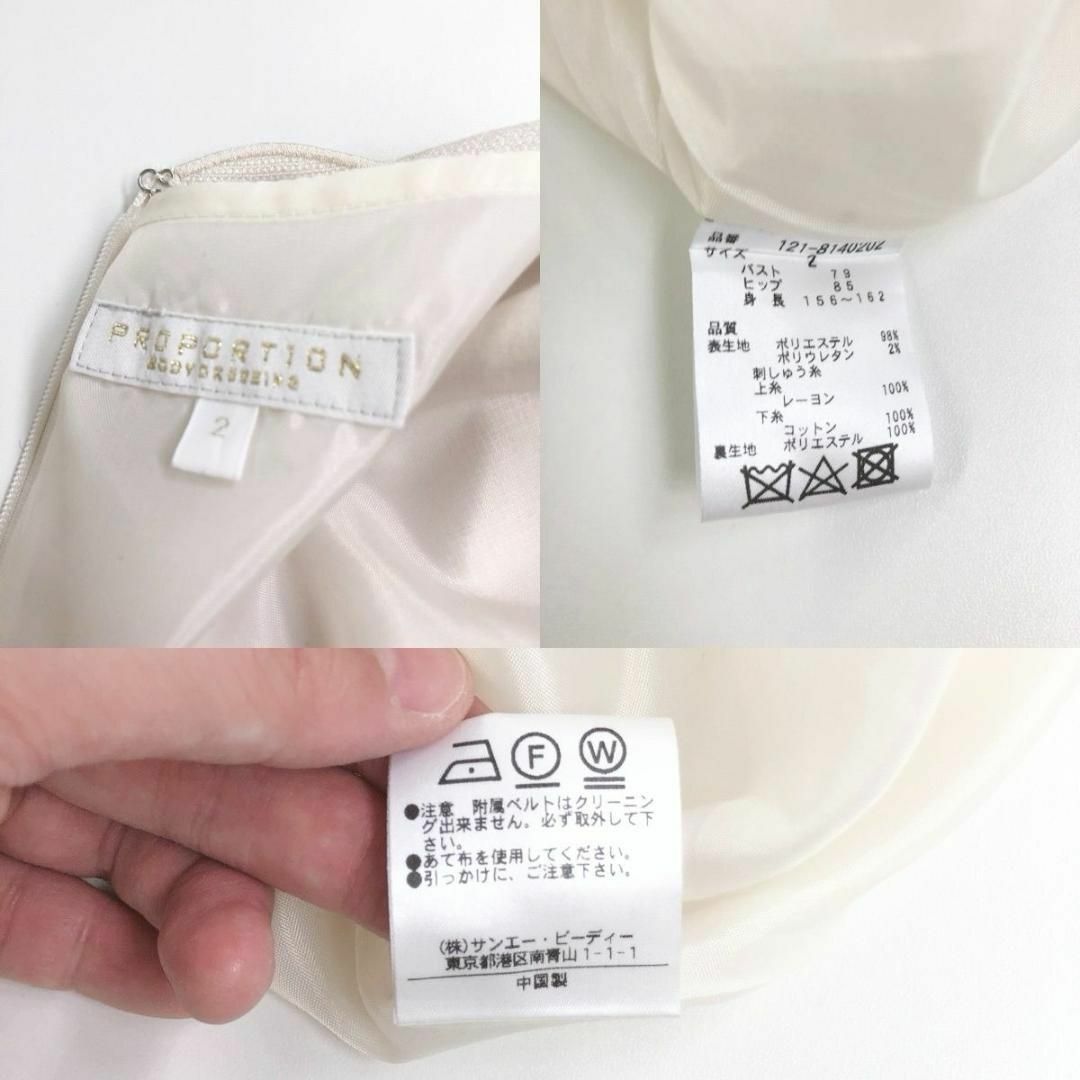 PROPORTION
BODYDRESSING
2
品番 121-8140202
サイズ 2
バスト 79
ヒップ 85
身長 156~162
品質
表生地 ポリエステル 98%
ポリウレタン 2%
刺しゅう糸
上糸
レーヨン 100%
下糸
コットン 100%
裏生地 ポリエステル 100%
F W
●注意 附属ベルトはクリーニン
グ出来ません。必ず取外して下
さい。
●あて布を使用してください。
●引っかけに、ご注意下さい。
(株)サンエー・ビーディー
東京都港区南青山1-1-1
中国製